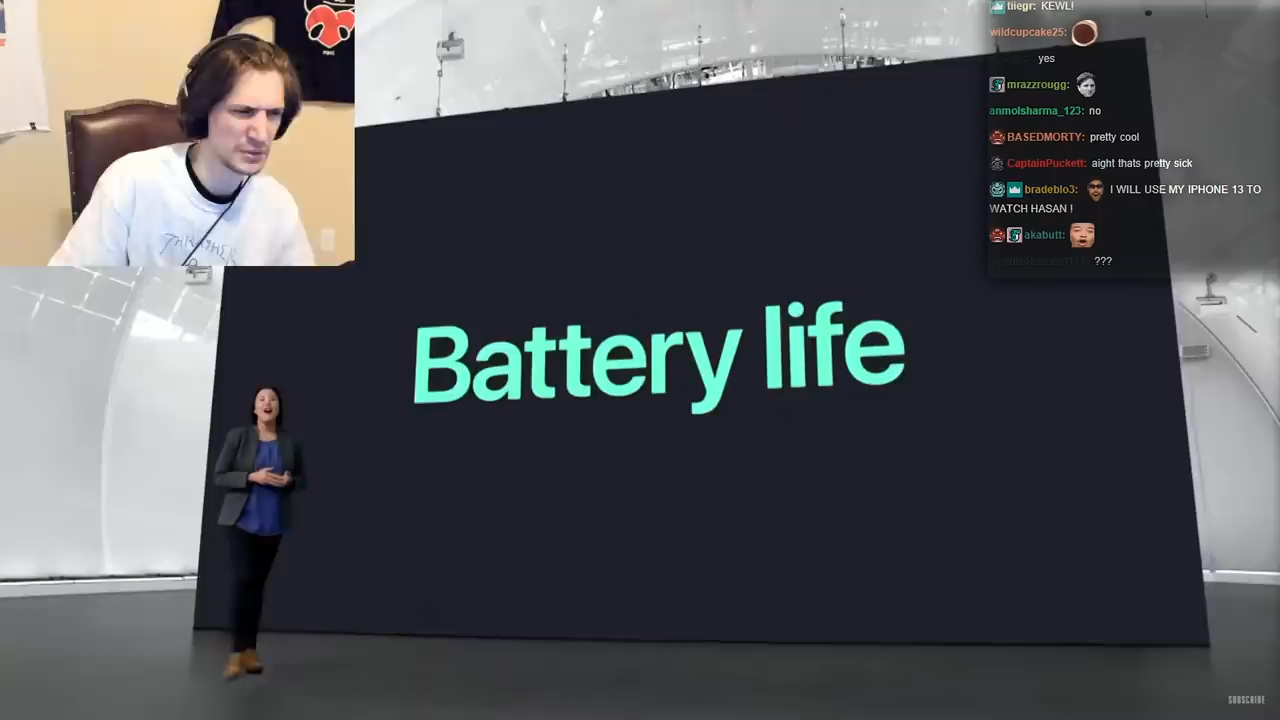 tiiegr: KEWL!
wildcupcake25:
yes
mrazzrougg:
anmolsharma_123: no
BASEDMORTY: pretty cool
CaptainPuckett: aight thats pretty sick
bradeblo3: I WILL USE MY IPHONE 13 TO
WATCH HASAN !
akabutt:
???
Battery life
THRASHER
SUBSCRIBE